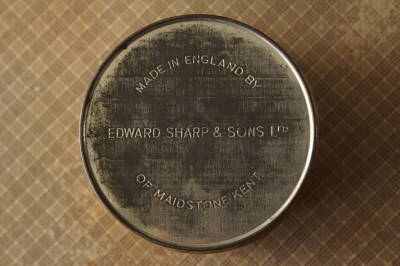 MADE IN ENGLAND BY
EDWARD SHARP & SONS LTD
OF MAIDSTONE KENT